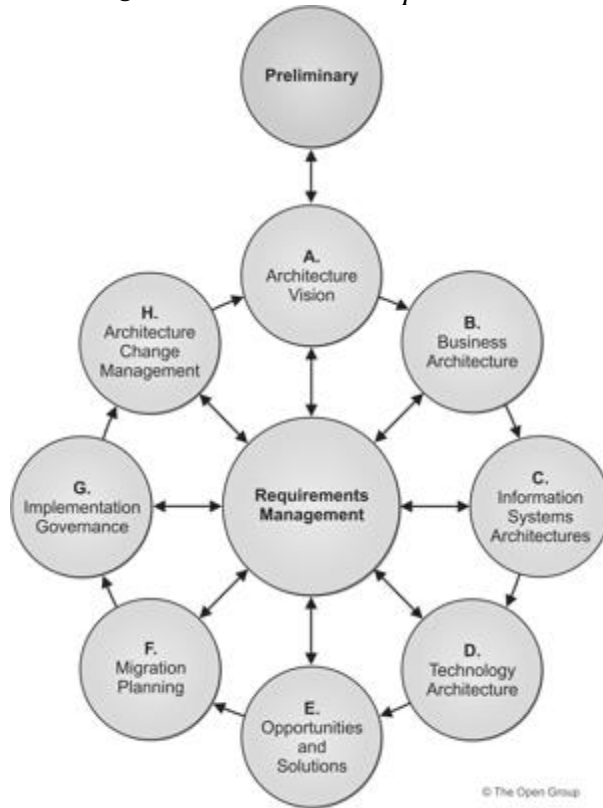 Preliminary
A.
Architecture
Vision
H.
Architecture
Change
Management
B.
Business
Architecture
G.
Implementation
Governance
Requirements
Management
C.
Information
Systems
Architectures
F.
Migration
Planning
D.
Technology
Architecture
E.
Opportunities
and
Solutions
© The Open Group